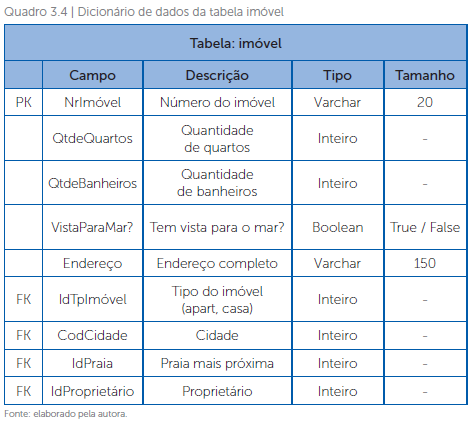 Quadro 3.4 | Dicionário de dados da tabela imóvel
Tabela: imóvel
Campo Descrição Tipo Tamanho
PK NrImóvel Número do imóvel Varchar 20
QtdeQuartos Quantidade de quartos Inteiro -
QtdeBanheiros Quantidade de banheiros Inteiro -
VistaParaMar? Tem vista para o mar? Boolean True / False
Endereço Endereço completo Varchar 150
FK IdTpImóvel Tipo do imóvel (apart, casa) Inteiro -
FK CodCidade Cidade Inteiro -
FK IdPraia Praia mais próxima Inteiro -
FK IdProprietário Proprietário Inteiro -
Fonte: elaborado pela autora.